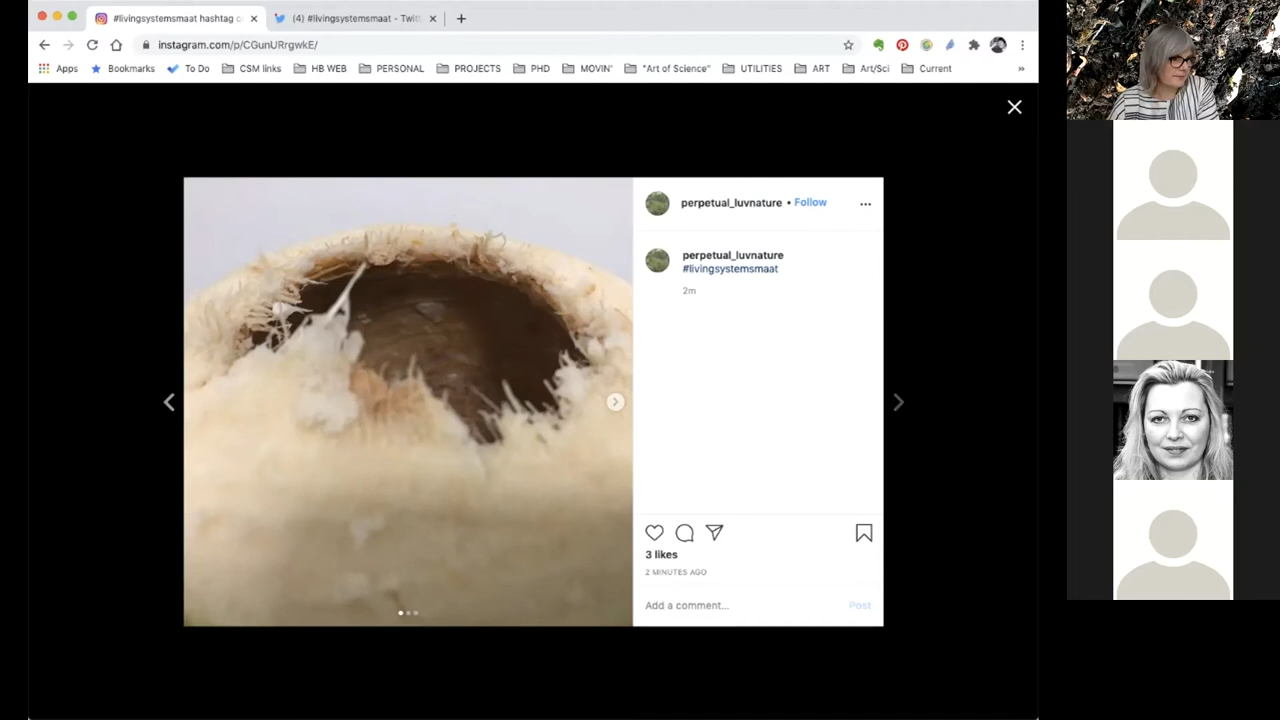 #livingsystemsmaat hashtag o
(4) #livingsystemsmaat - Twit
instagram.com/p/CGunURrgwkE/
Apps Bookmarks To Do CSM links HB WEB PERSONAL PROJECTS PHD MOVIN' "Art of Science" UTILITIES ART Art/Sci Current »
perpetual_luvnature • Follow
perpetual_luvnature
#livingsystemsmaat
2m
3 likes
2 MINUTES AGO
Add a comment... Post